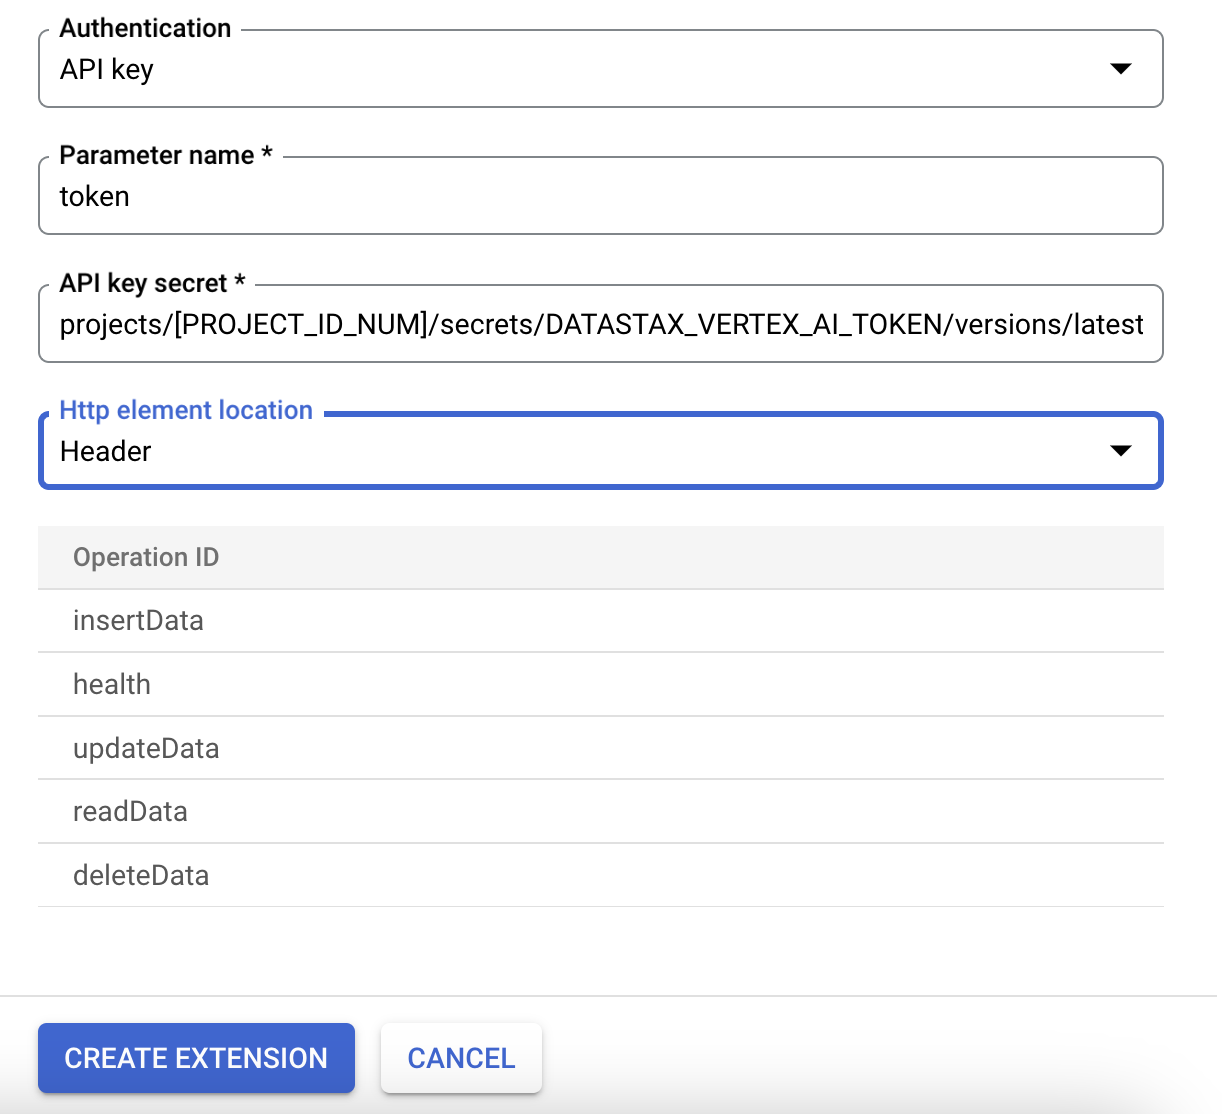 Authentication
API key
Parameter name *
token
API key secret *
projects/[PROJECT_ID_NUM]/secrets/DATASTAX_VERTEX_AI_TOKEN/versions/latest
Http element location
Header
Operation ID
insertData
health
updateData
readData
deleteData
CREATE EXTENSION CANCEL